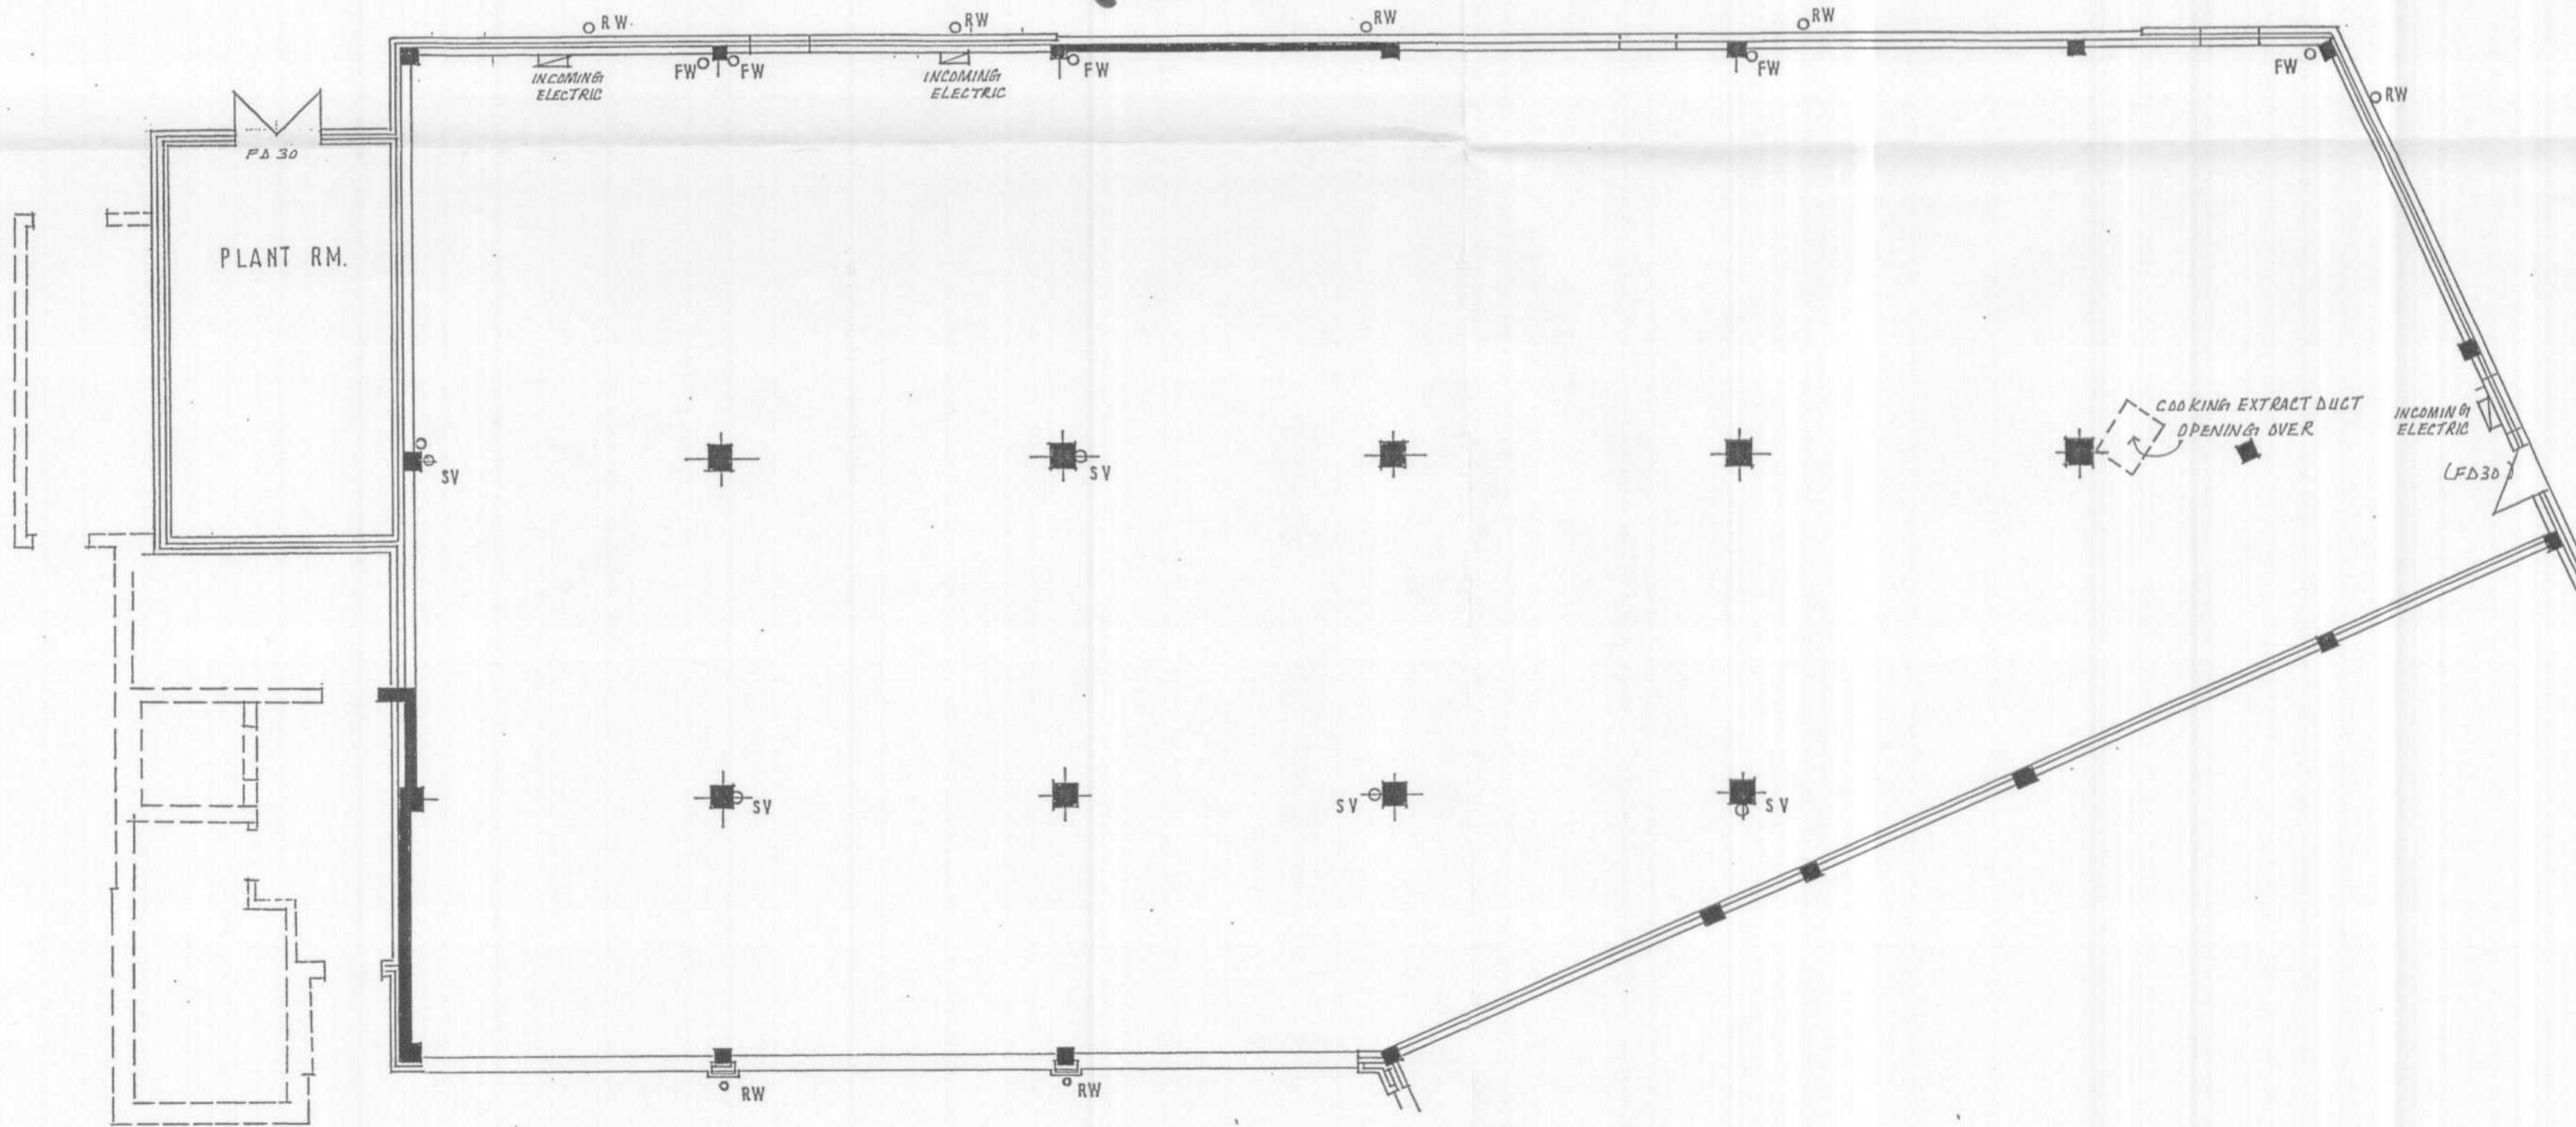 RW
RW
RW
RW
INCOMING
ELECTRIC
FW
FW
INCOMING
ELECTRIC
FW
FW
FW
RW
FD 30
PLANT RM.
COOKING EXTRACT DUCT
OPENING OVER
INCOMING
ELECTRIC
(FD30)
SV
SV
SV
SV
SV
RW
RW